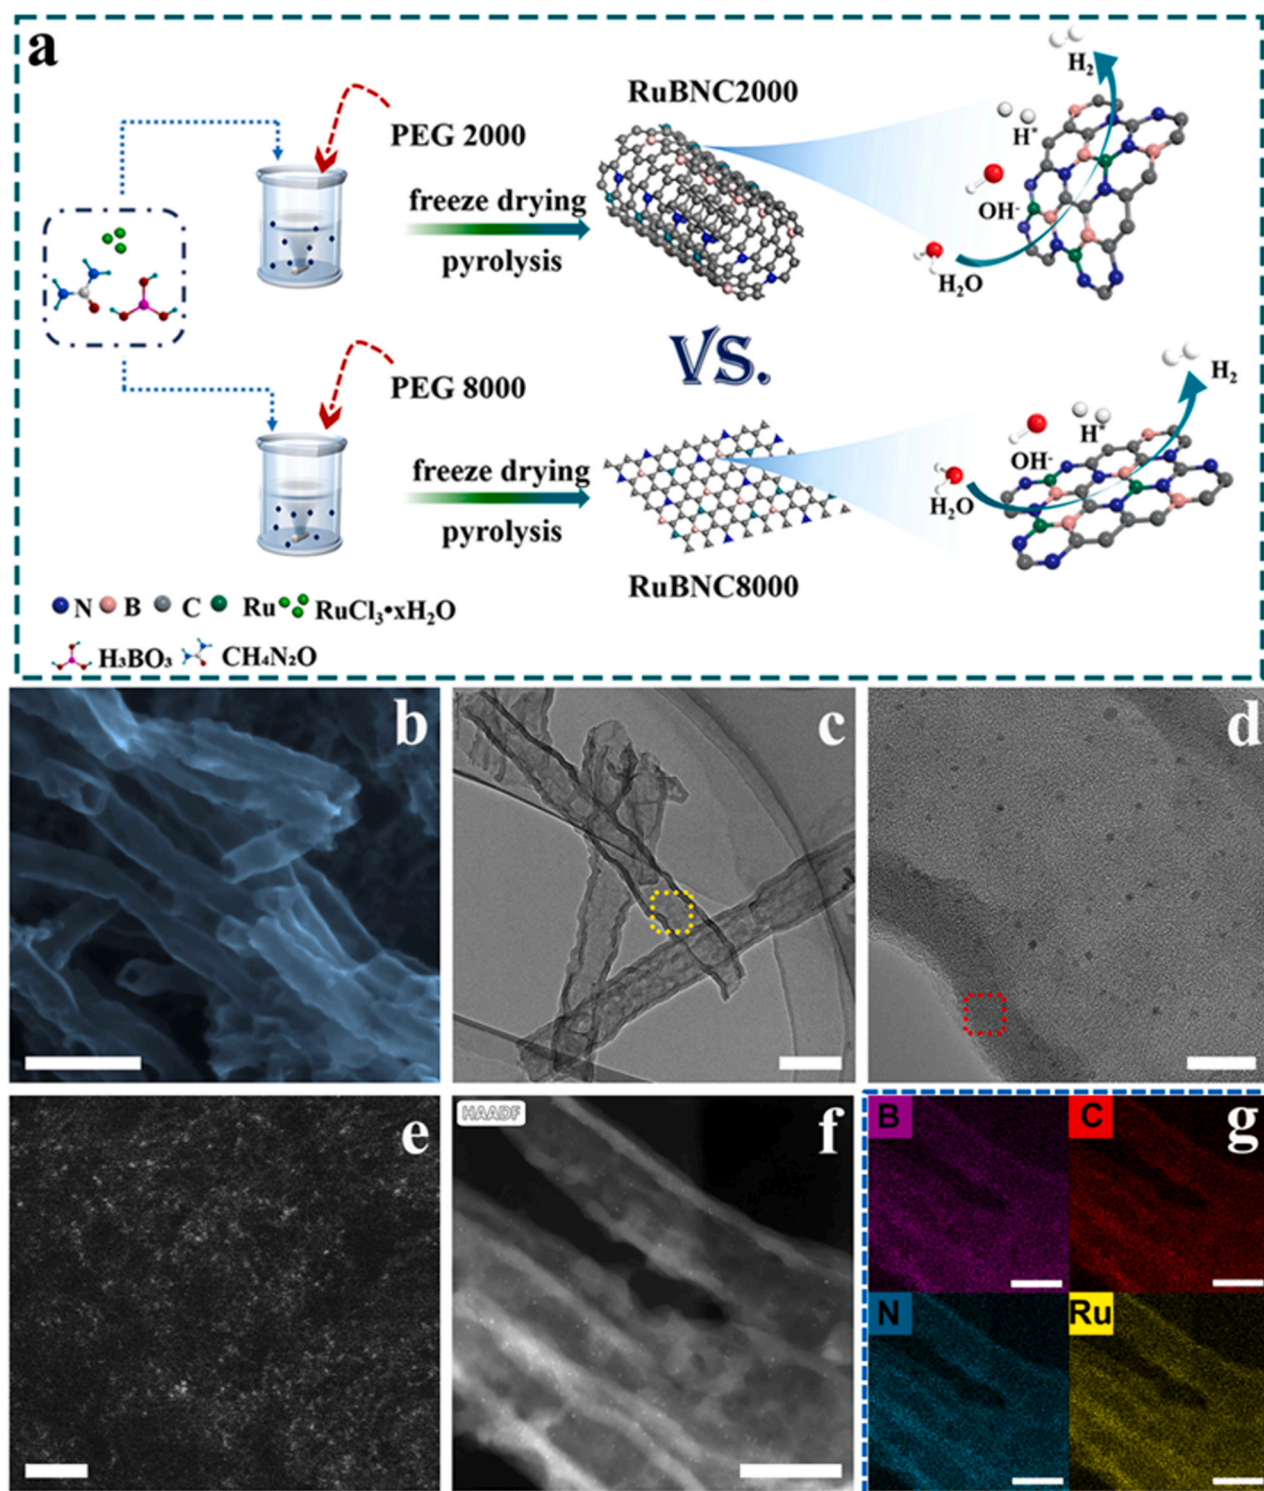 a
RuBNC2000
PEG 2000
freeze drying
pyrolysis
H₂
H*
OH-
H₂O
VS.
PEG 8000
freeze drying
pyrolysis
RuBNC8000
H₂
H*
OH-
H₂O
N B C Ru RuCl₃•xH₂O
H₃BO₃ CH₄N₂O
b
c
d
e
HAADF
f
B
C
g
N
Ru